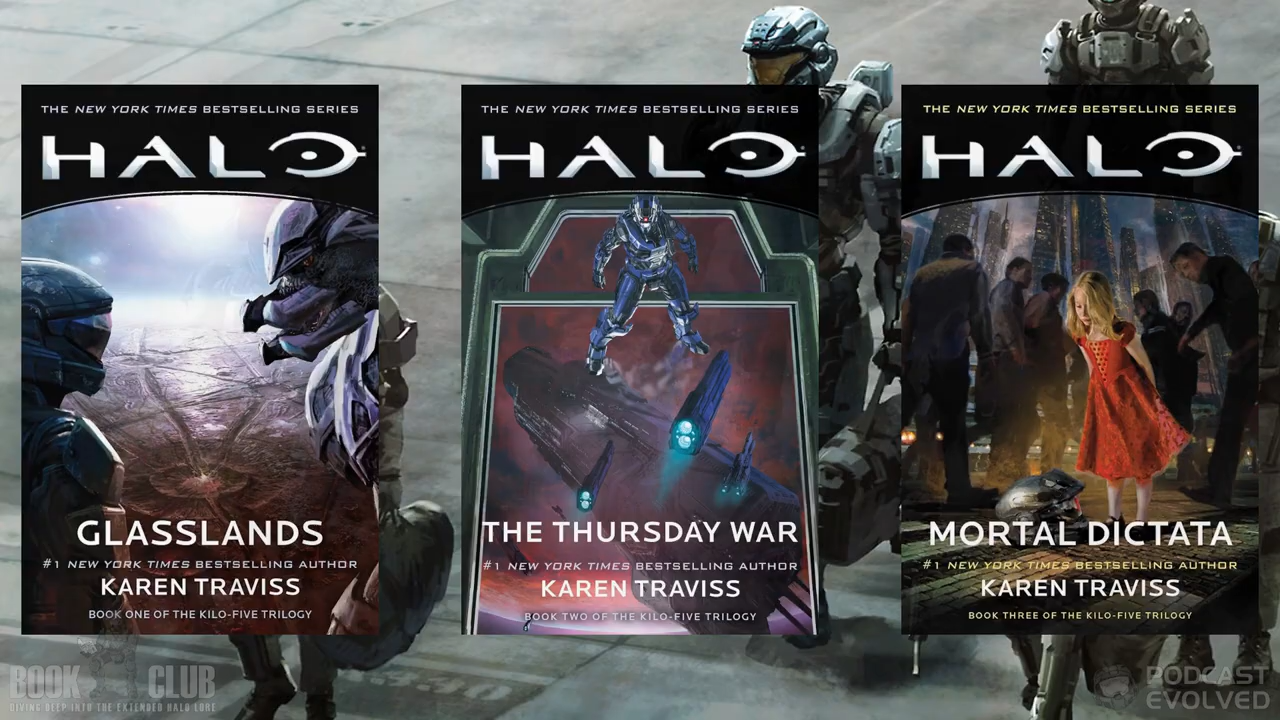 THE NEW YORK TIMES BESTSELLING SERIES
HALO
GLASSLANDS
#1 NEW YORK TIMES BESTSELLING AUTHOR
KAREN TRAVISS
BOOK ONE OF THE KILO-FIVE TRILOGY
THE NEW YORK TIMES BESTSELLING SERIES
HALO
THE THURSDAY WAR
#1 NEW YORK TIMES BESTSELLING AUTHOR
KAREN TRAVISS
BOOK TWO OF THE KILO-FIVE TRILOGY
THE NEW YORK TIMES BESTSELLING SERIES
HALO
MORTAL DICTATA
#1 NEW YORK TIMES BESTSELLING AUTHOR
KAREN TRAVISS
BOOK THREE OF THE KILO-FIVE TRILOGY
BOOK CLUB
DIVING DEEP INTO THE EXTENDED HALO LORE
PODCAST
EVOLVED